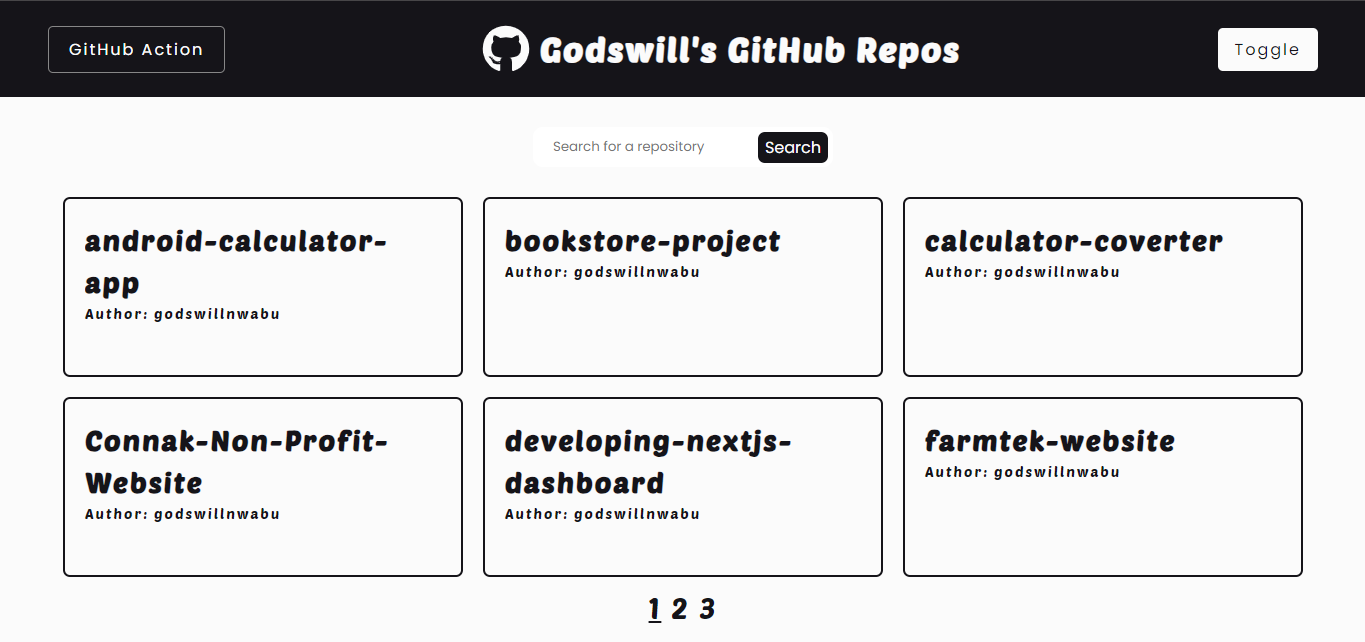 GitHub Action
Godswill's GitHub Repos
Toggle
Search for a repository
Search
android-calculator-
app
Author: godswillnwabu
bookstore-project
Author: godswillnwabu
calculator-coverter
Author: godswillnwabu
Connak-Non-Profit-
Website
Author: godswillnwabu
developing-nextjs-
dashboard
Author: godswillnwabu
farmtek-website
Author: godswillnwabu
1 2 3